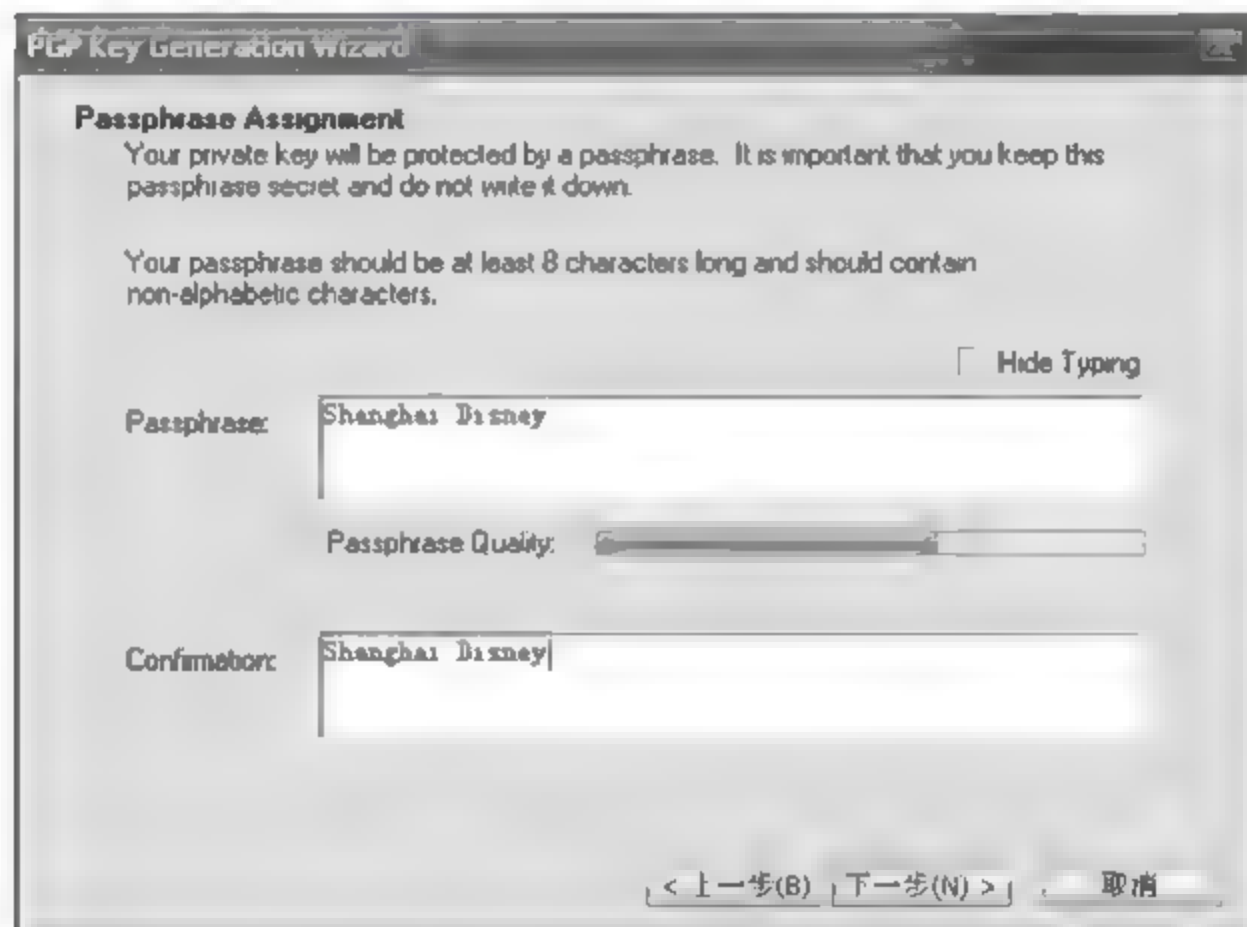 PGP Key Generation Wizard
Passphrase Assignment
Your private key will be protected by a passphrase. It is important that you keep this
passphrase secret and do not write it down.
Your passphrase should be at least 8 characters long and should contain
non-alphabetic characters.
Hide Typing
Passphrase: Shanghai Disney
Passphrase Quality:
Confirmation: Shanghai Disney
< 上一步(B) 下一步(N) > 取消